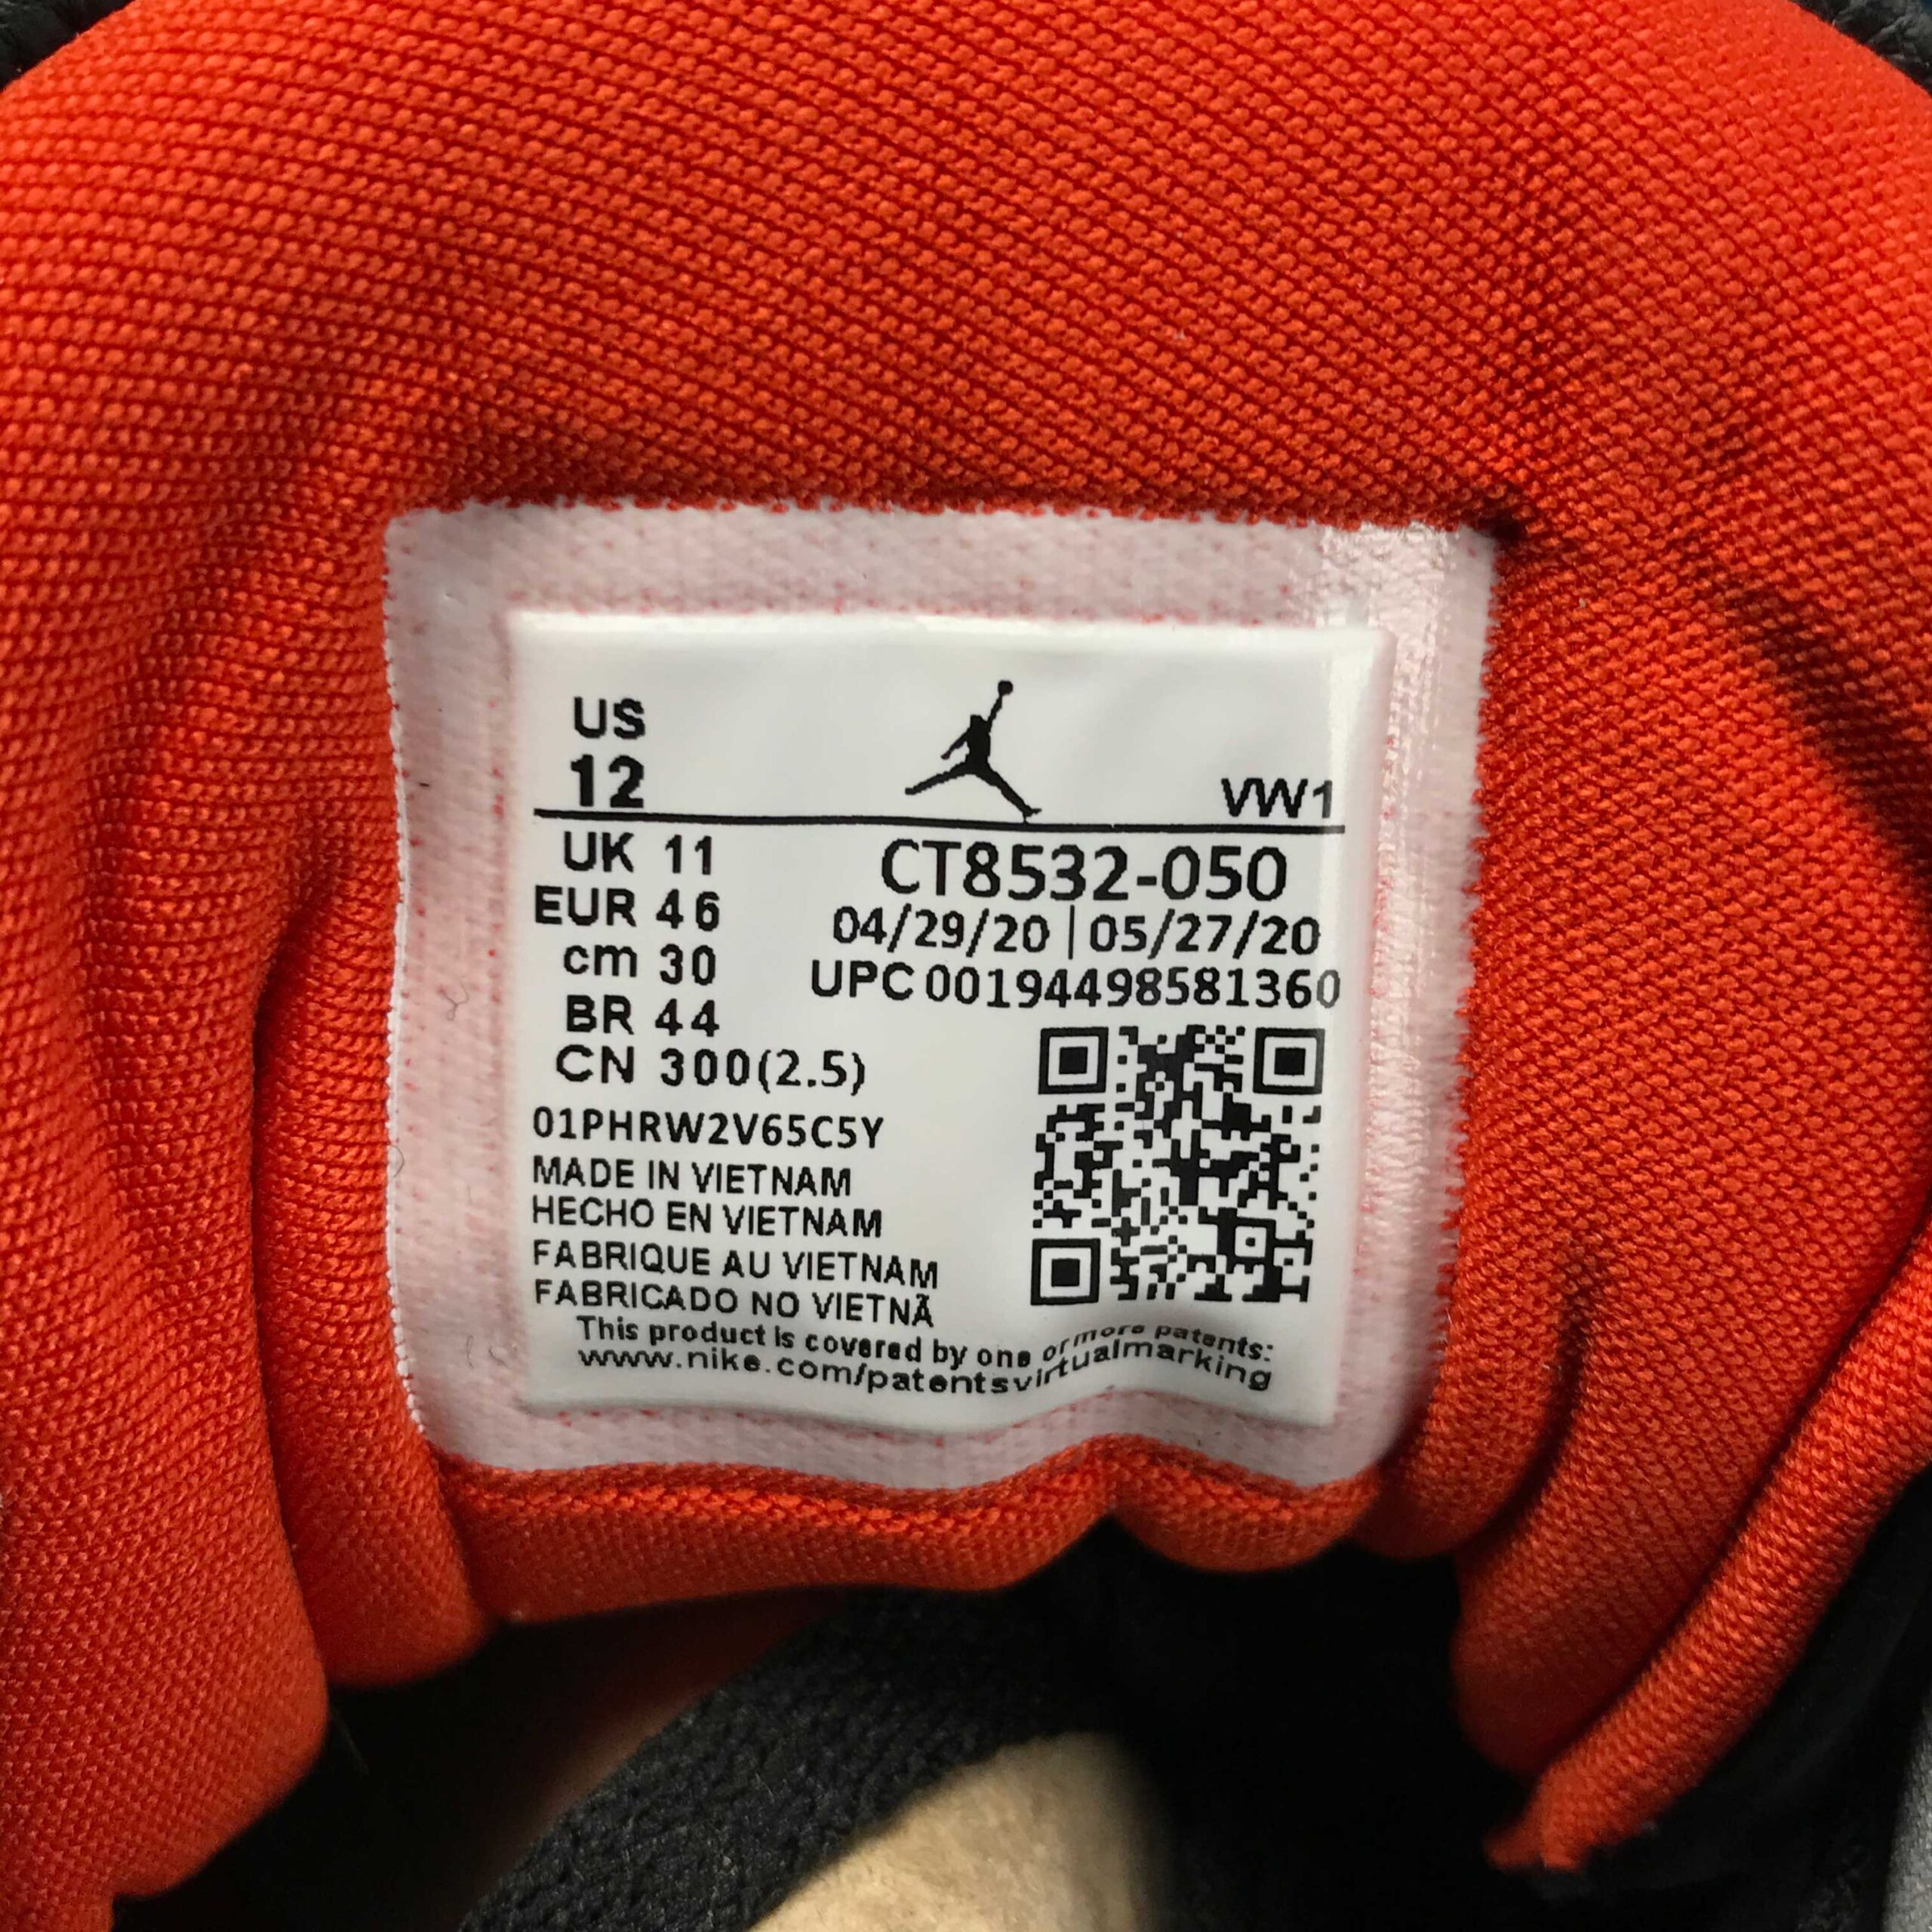 US
12
VW1
UK 11
EUR 46
cm 30
BR 44
CN 300(2.5)
CT8532-050
04/29/20 | 05/27/20
UPC 00194498581360
01PHRW2V65C5Y
MADE IN VIETNAM
HECHO EN VIETNAM
FABRIQUE AU VIETNAM
FABRICADO NO VIETNÃ
This product is covered by one or more patents:
www.nike.com/patentsvirtualmarking